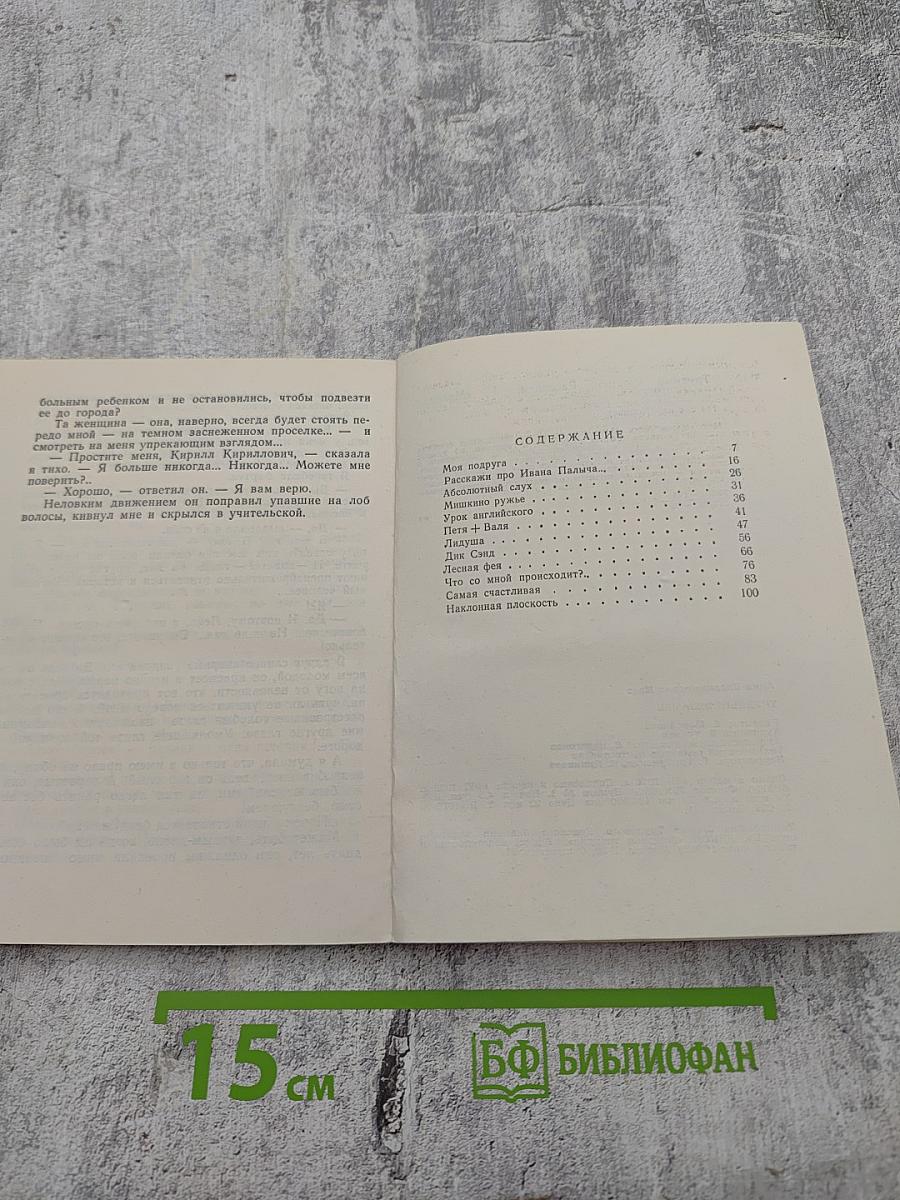 больным ребенком и не остановились, чтобы подвезти
ее до города?
Та женщина — она, наверно, всегда будет стоять пе-
редо мной — на темном заснеженном проселке... — и
смотреть на меня упрекающим взглядом...
— Простите меня, Кирилл Кириллович, — сказала
я тихо. — Я больше никогда... Никогда... Можете мне
поверить?..
— Хорошо, — ответил он. — Я вам верю.
Неловким движением он поправил упавшие на лоб
волосы, кивнул мне и скрылся в учительской.
СОДЕРЖАНИЕ
Моя подруга . . . . . . . . . . . . . . 7
Расскажи про Ивана Палыча... . . . . . . . . 16
Абсолютный слух . . . . . . . . . . . . 26
Мишкино ружье . . . . . . . . . . . . 31
Урок английского . . . . . . . . . . . . 36
Петя + Валя . . . . . . . . . . . . . 41
Лидуша . . . . . . . . . . . . . . 47
Дик Сэнд . . . . . . . . . . . . . 56
Лесная фея . . . . . . . . . . . . . 66
Что со мной происходит?.. . . . . . . . . 76
Самая счастливая . . . . . . . . . . . 83
Наклонная плоскость . . . . . . . . . . 100
15 см
БФ БИБЛИОФАН